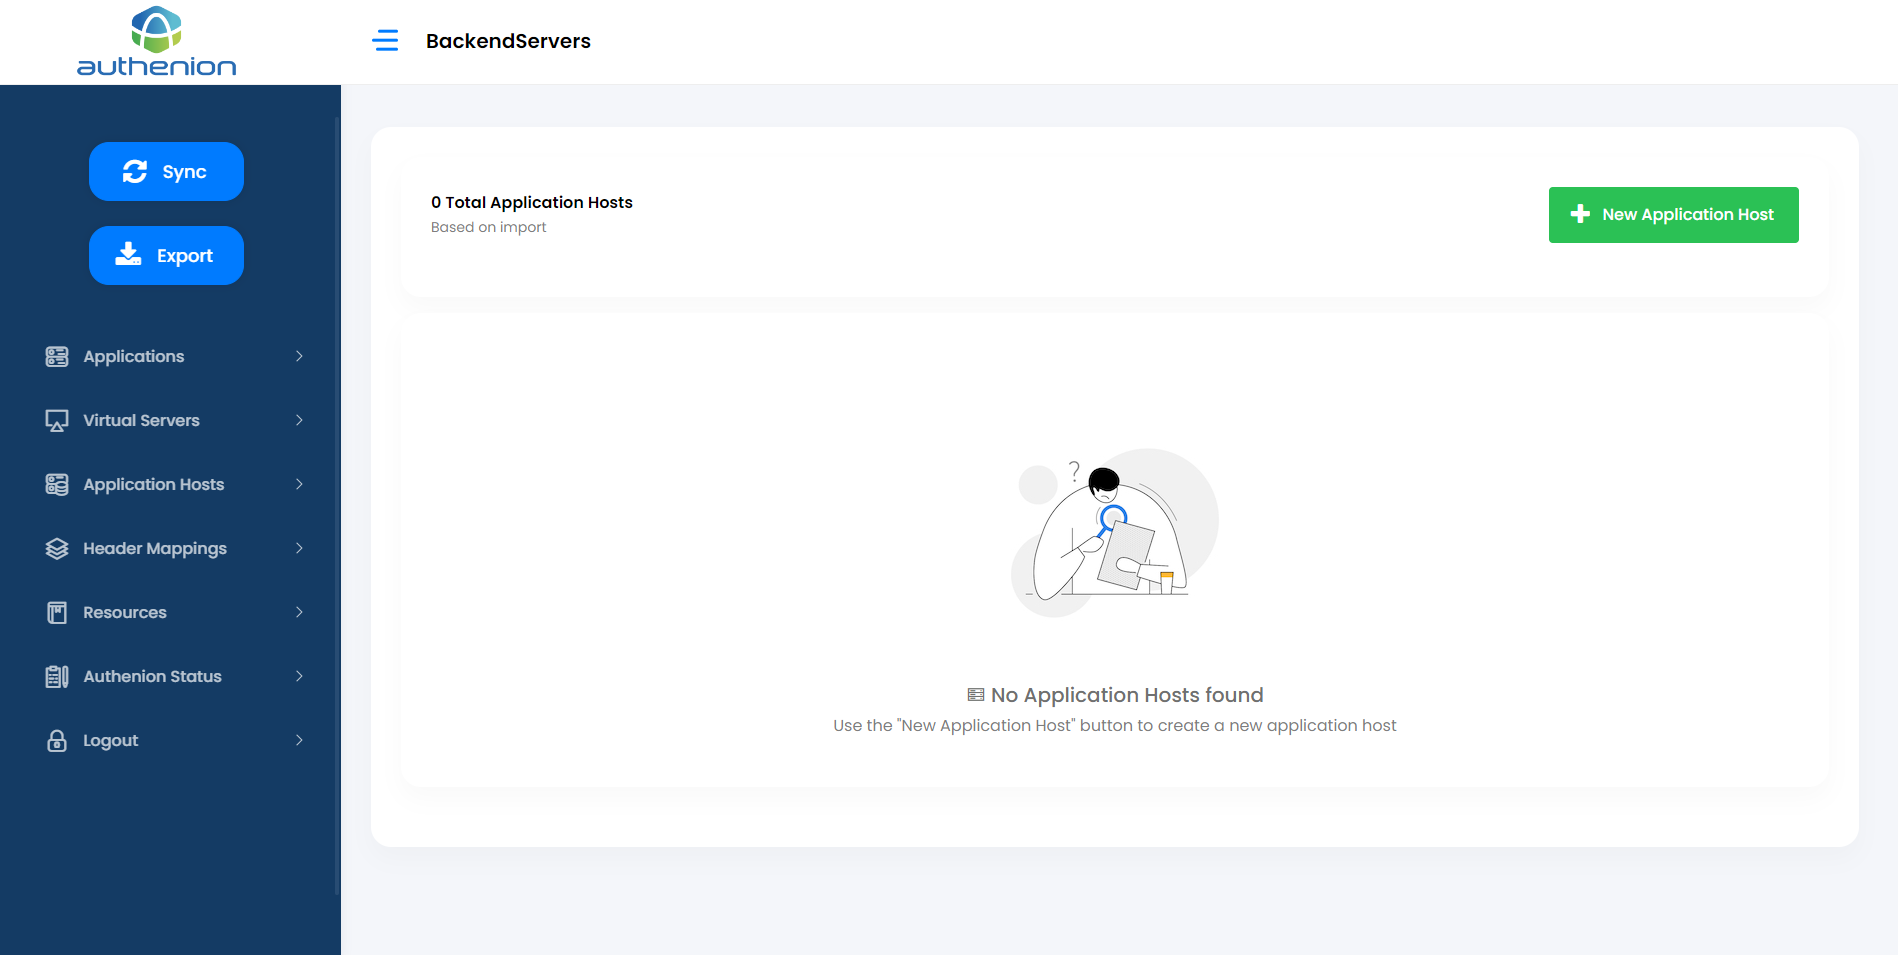 authenion
BackendServers
Sync
Export
Applications
Virtual Servers
Application Hosts
Header Mappings
Resources
Authenion Status
Logout
0 Total Application Hosts
Based on import
New Application Host
?
No Application Hosts found
Use the "New Application Host" button to create a new application host